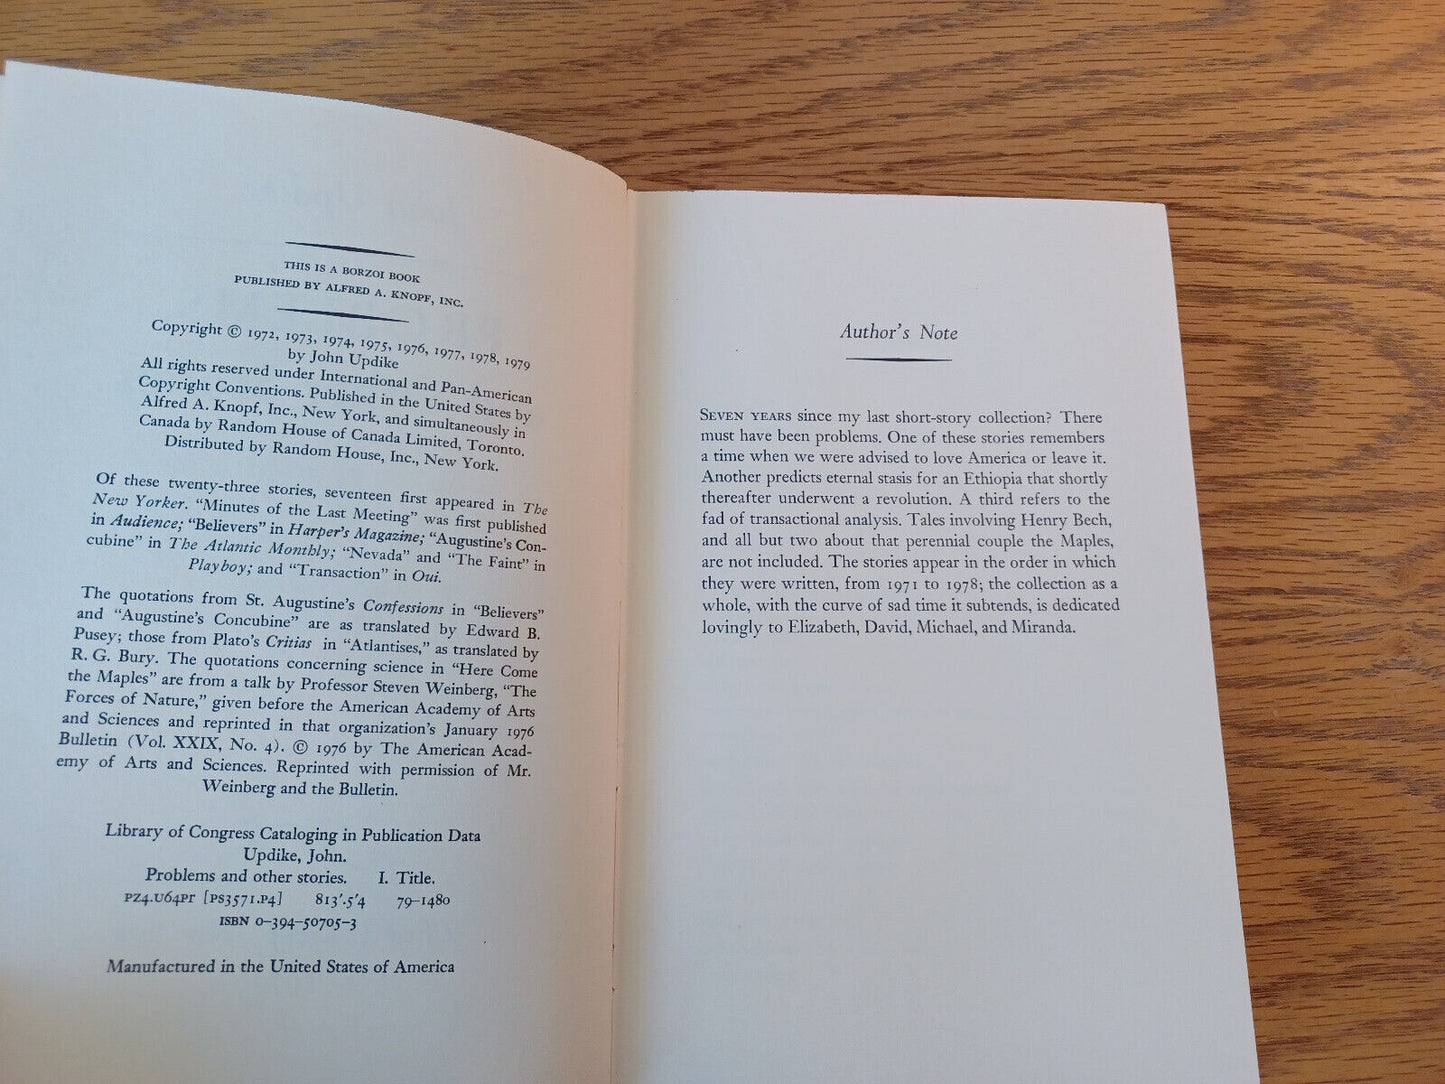 THIS IS A BORZOI BOOK
PUBLISHED BY ALFRED A. KNOPF, INC.
Copyright © 1972, 1973, 1974, 1975, 1976, 1977, 1978, 1979
by John Updike
All rights reserved under International and Pan-American
Copyright Conventions. Published in the United States by
Alfred A. Knopf, Inc., New York, and simultaneously in
Canada by Random House of Canada Limited, Toronto.
Distributed by Random House, Inc., New York.
Of these twenty-three stories, seventeen first appeared in The
New Yorker. “Minutes of the Last Meeting” was first published
in Audience; “Believers” in Harper’s Magazine; “Augustine’s Con-
cubine” in The Atlantic Monthly; “Nevada” and “The Faint” in
Playboy; and “Transaction” in Oui.
The quotations from St. Augustine’s Confessions in “Believers”
and “Augustine’s Concubine” are as translated by Edward B.
Pusey; those from Plato’s Critias in “Atlantises,” as translated by
R. G. Bury. The quotations concerning science in “Here Come
the Maples” are from a talk by Professor Steven Weinberg, “The
Forces of Nature,” given before the American Academy of Arts
and Sciences and reprinted in that organization’s January 1976
Bulletin (Vol. XXIX, No. 4). © 1976 by The American Acad-
emy of Arts and Sciences. Reprinted with permission of Mr.
Weinberg and the Bulletin.
Library of Congress Cataloging in Publication Data
Updike, John.
Problems and other stories. I. Title.
PZ4.U64Pr [PS3571.P4] 813'.5'4 79–1480
ISBN 0–394–50705–3
Manufactured in the United States of America
Author’s Note
SEVEN YEARS since my last short-story collection? There
must have been problems. One of these stories remembers
a time when we were advised to love America or leave it.
Another predicts eternal stasis for an Ethiopia that shortly
thereafter underwent a revolution. A third refers to the
fad of transactional analysis. Tales involving Henry Bech,
and all but two about that perennial couple the Maples,
are not included. The stories appear in the order in which
they were written, from 1971 to 1978; the collection as a
whole, with the curve of sad time it subtends, is dedicated
lovingly to Elizabeth, David, Michael, and Miranda.